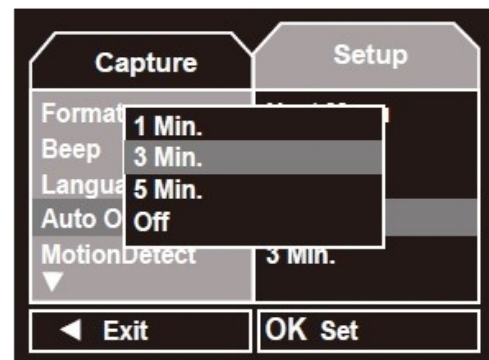 Capture
Setup
Format
1 Min.
Beep
3 Min.
Langua
5 Min.
Auto O
Off
MotionDetect
3 Min.
◀ Exit
OK Set